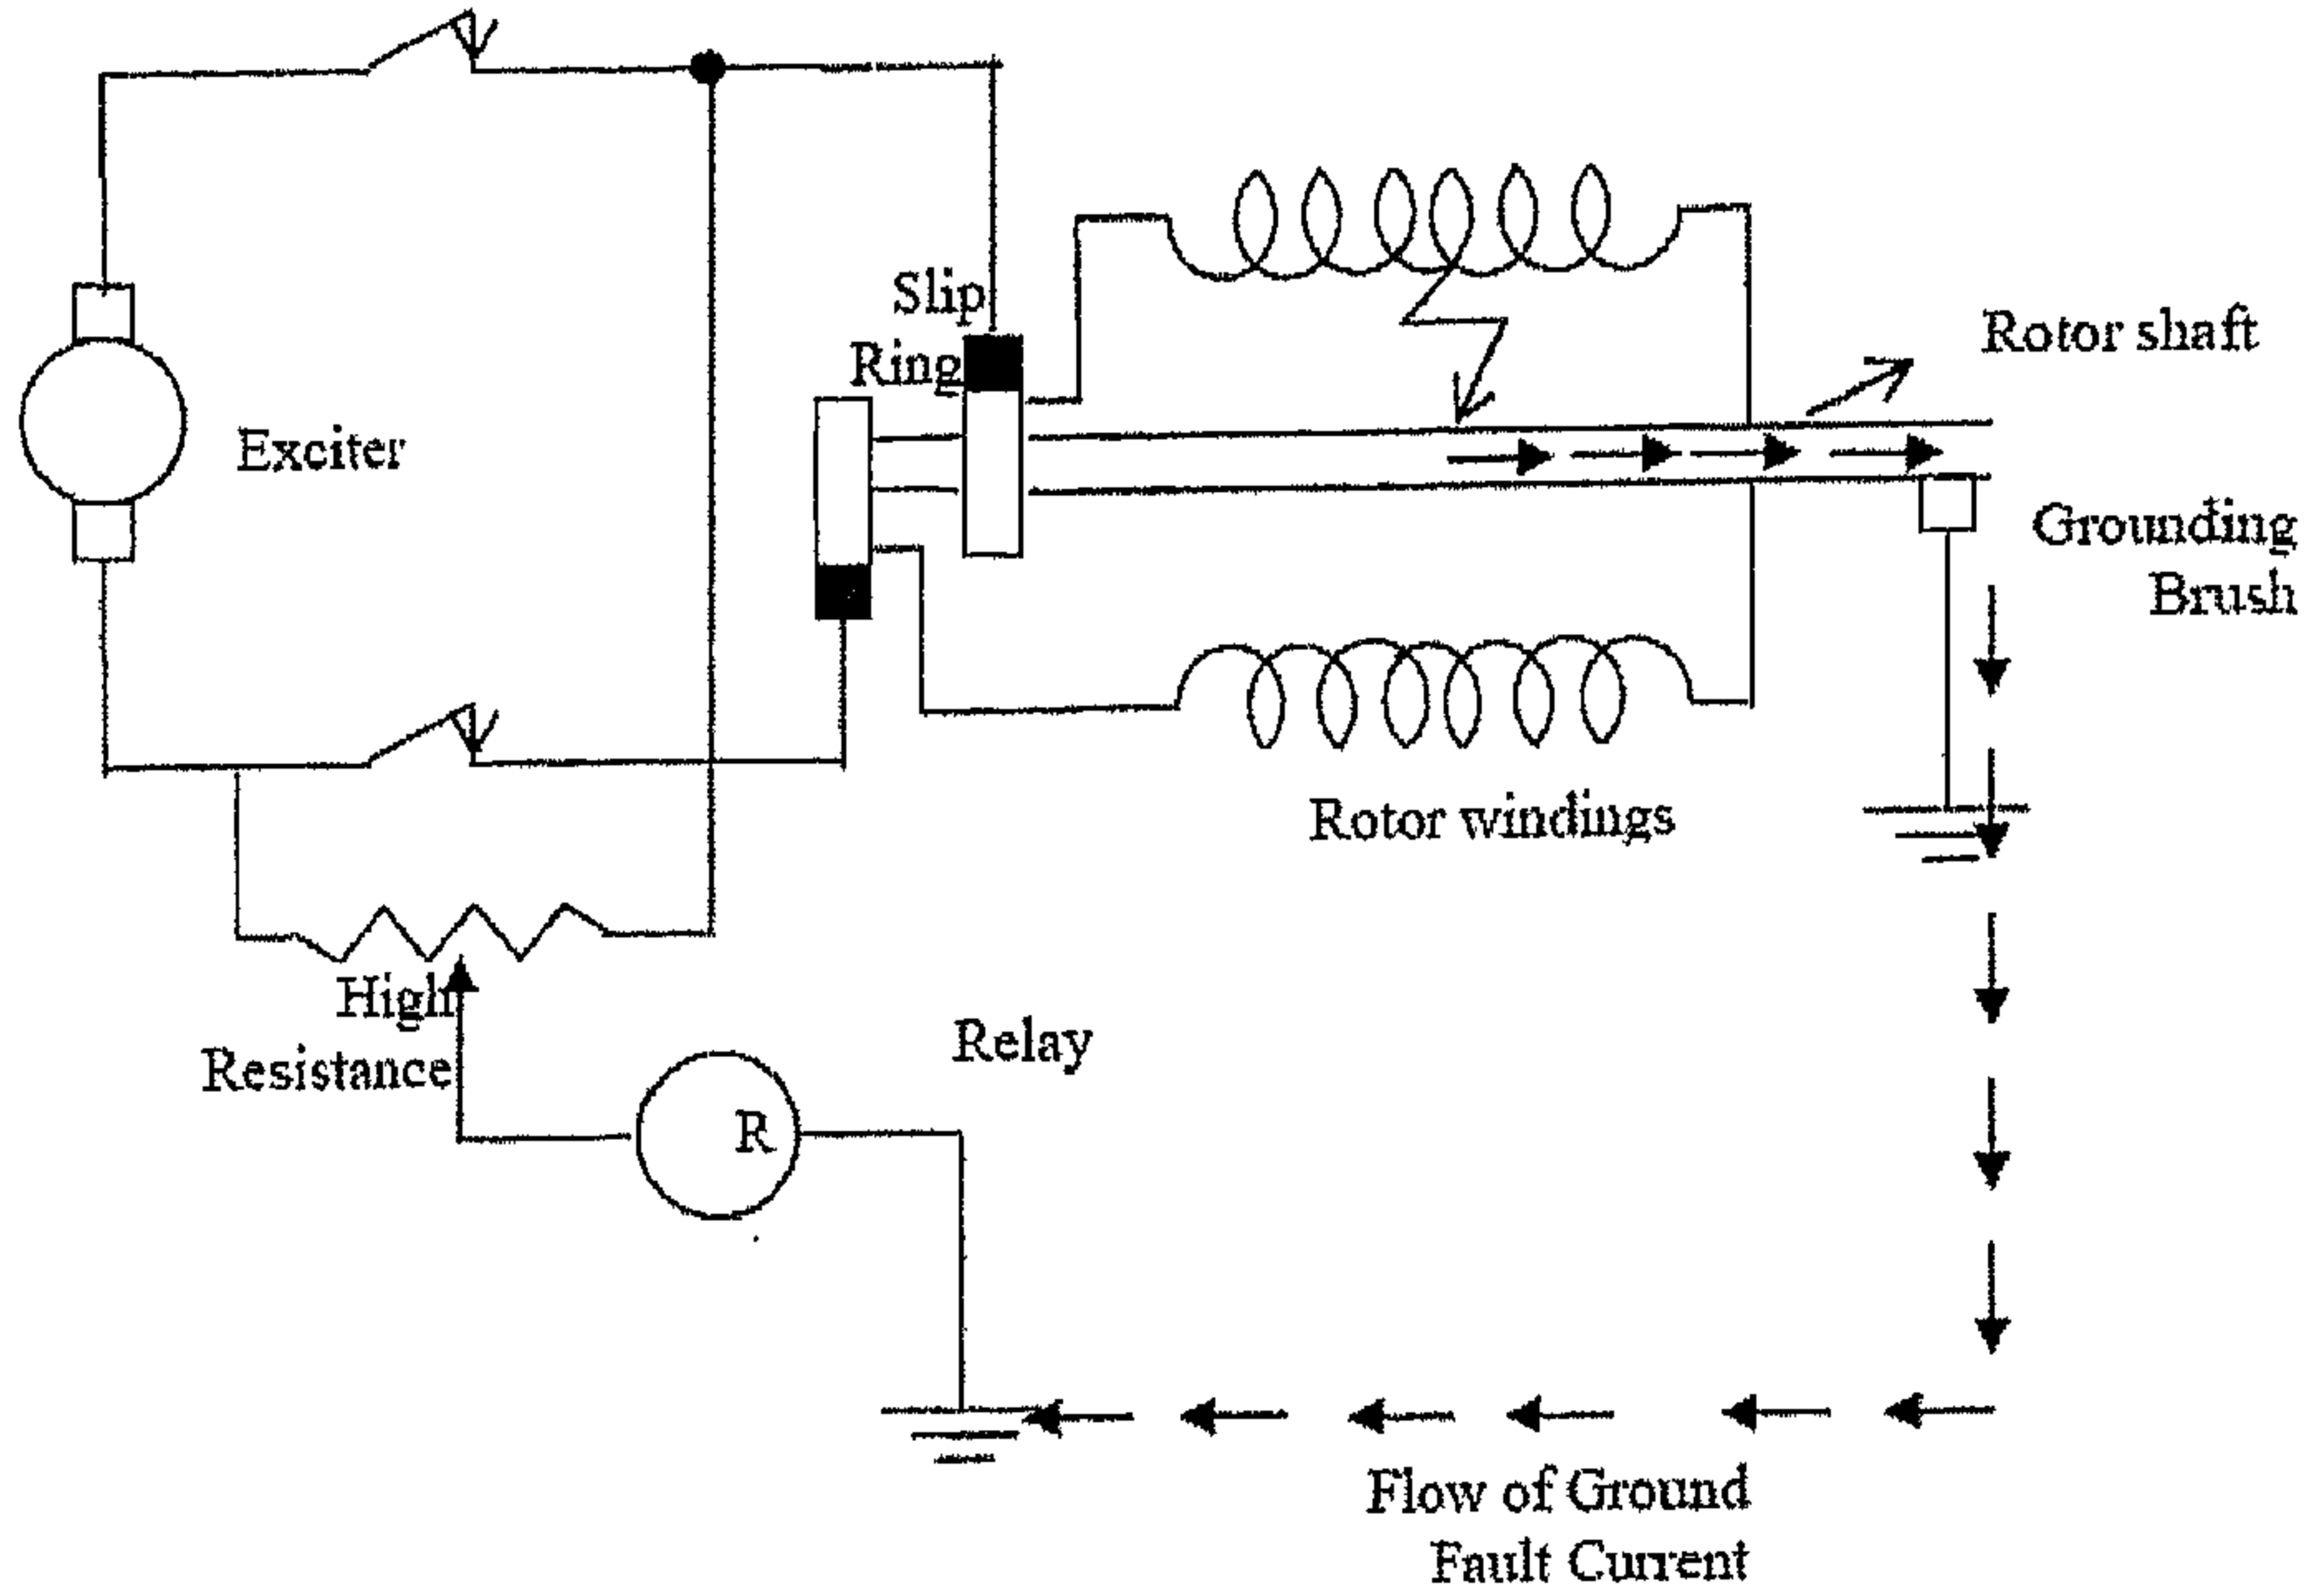 Slip
Ring
Rotor shaft
Exciter
Grounding
Brush
Rotor windings
High
Resistance
Relay
R
Flow of Ground
Fault Current